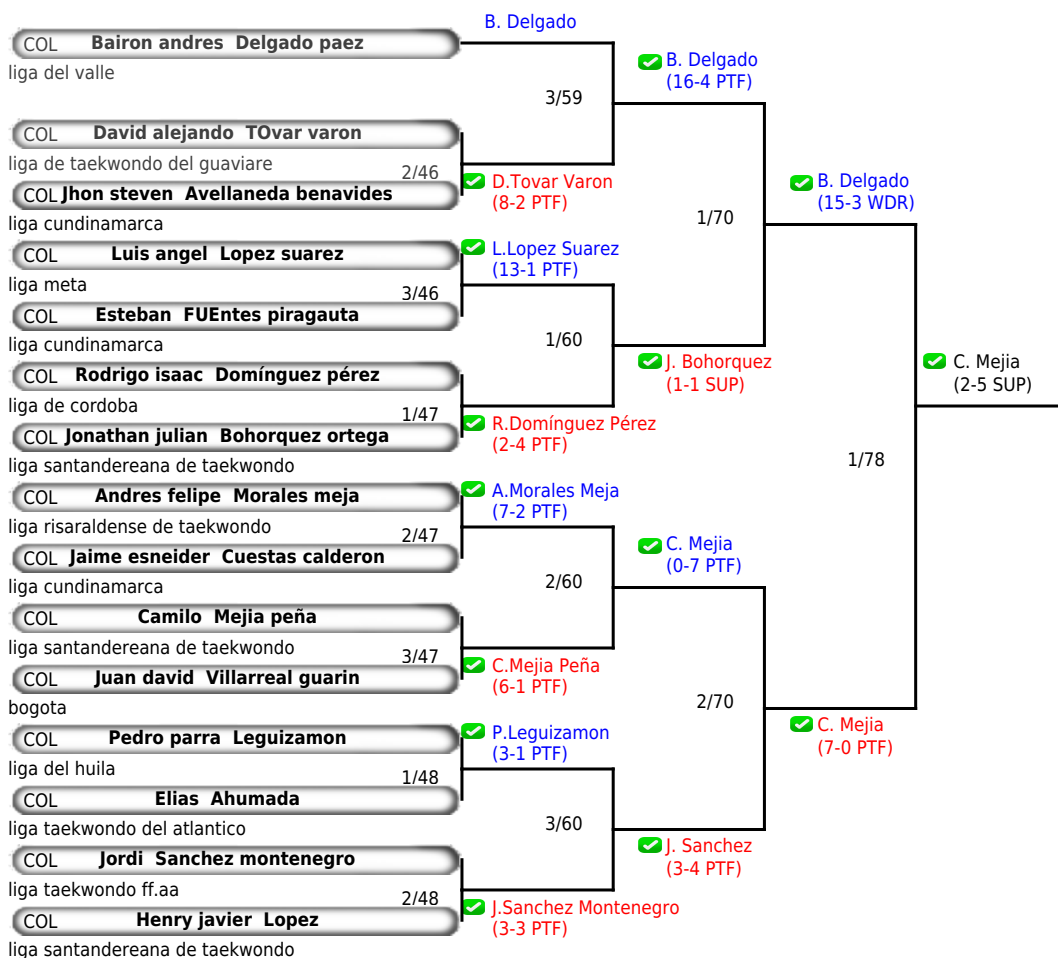 B. Delgado
COL Bairon andres Delgado paez
liga del valle
B. Delgado
(16-4 PTF)
3/59
COL David alejando TOvar varon
liga de taekwondo del guaviare
2/46
D.Tovar Varon
(8-2 PTF)
COL Jhon steven Avellaneda benavides
liga cundinamarca
B. Delgado
(15-3 WDR)
1/70
COL Luis angel Lopez suarez
liga meta
L.Lopez Suarez
(13-1 PTF)
3/46
COL Esteban FUEntes piragauta
liga cundinamarca
1/60
J. Bohorquez
(1-1 SUP)
COL Rodrigo isaac Domínguez pérez
liga de cordoba
1/47
R.Domínguez Pérez
(2-4 PTF)
COL Jonathan julian Bohorquez ortega
liga santandereana de taekwondo
C. Mejia
(2-5 SUP)
1/78
COL Andres felipe Morales meja
liga risaraldense de taekwondo
A.Morales Meja
(7-2 PTF)
2/47
COL Jaime esneider Cuestas calderon
liga cundinamarca
C. Mejia
(0-7 PTF)
2/60
COL Camilo Mejia peña
liga santandereana de taekwondo
3/47
C.Mejia Peña
(6-1 PTF)
COL Juan david Villarreal guarin
bogota
2/70
C. Mejia
(7-0 PTF)
COL Pedro parra Leguizamon
liga del huila
P.Leguizamon
(3-1 PTF)
1/48
COL Elias Ahumada
liga taekwondo del atlantico
3/60
J. Sanchez
(3-4 PTF)
COL Jordi Sanchez montenegro
liga taekwondo ff.aa
2/48
J.Sanchez Montenegro
(3-3 PTF)
COL Henry javier Lopez
liga santandereana de taekwondo